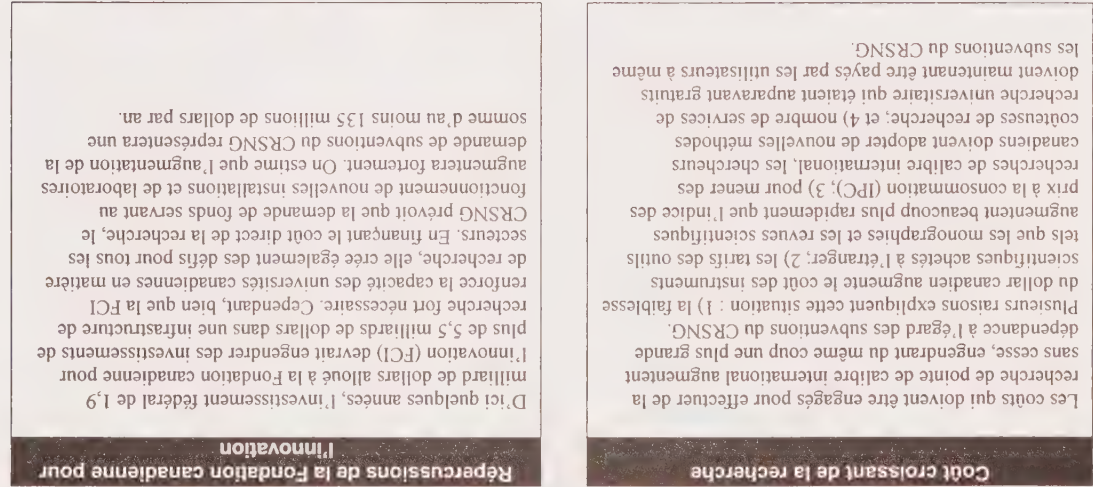 Coût croissant de la recherche
Les coûts qui doivent être engagés pour effectuer de la
recherche de pointe de calibre international augmentent
sans cesse, engendrant du même coup une plus grande
dépendance à l'égard des subventions du CRSNG.
Plusieurs raisons expliquent cette situation : 1) la faiblesse
du dollar canadien augmente le coût des instruments
scientifiques achetés à l'étranger; 2) les tarifs des outils
tels que les monographies et les revues scientifiques
augmentent beaucoup plus rapidement que l'indice des
prix à la consommation (IPC); 3) pour mener des
recherches de calibre international, les chercheurs
canadiens doivent adopter de nouvelles méthodes
coûteuses de recherche; et 4) nombre de services de
recherche universitaire qui étaient auparavant gratuits
doivent maintenant être payés par les utilisateurs à même
les subventions du CRSNG.
Répercussions de la Fondation canadienne pour
l'innovation
D'ici quelques années, l'investissement fédéral de 1,9
milliard de dollars alloué à la Fondation canadienne pour
l'innovation (FCI) devrait engendrer des investissements de
plus de 5,5 milliards de dollars dans une infrastructure de
recherche fort nécessaire. Cependant, bien que la FCI
renforce la capacité des universités canadiennes en matière
de recherche, elle crée également des défis pour tous les
secteurs. En finançant le coût direct de la recherche, le
CRSNG prévoit que la demande de fonds servant au
fonctionnement de nouvelles installations et de laboratoires
augmentera fortement. On estime que l'augmentation de la
demande de subventions du CRSNG représentera une
somme d'au moins 135 millions de dollars par an.